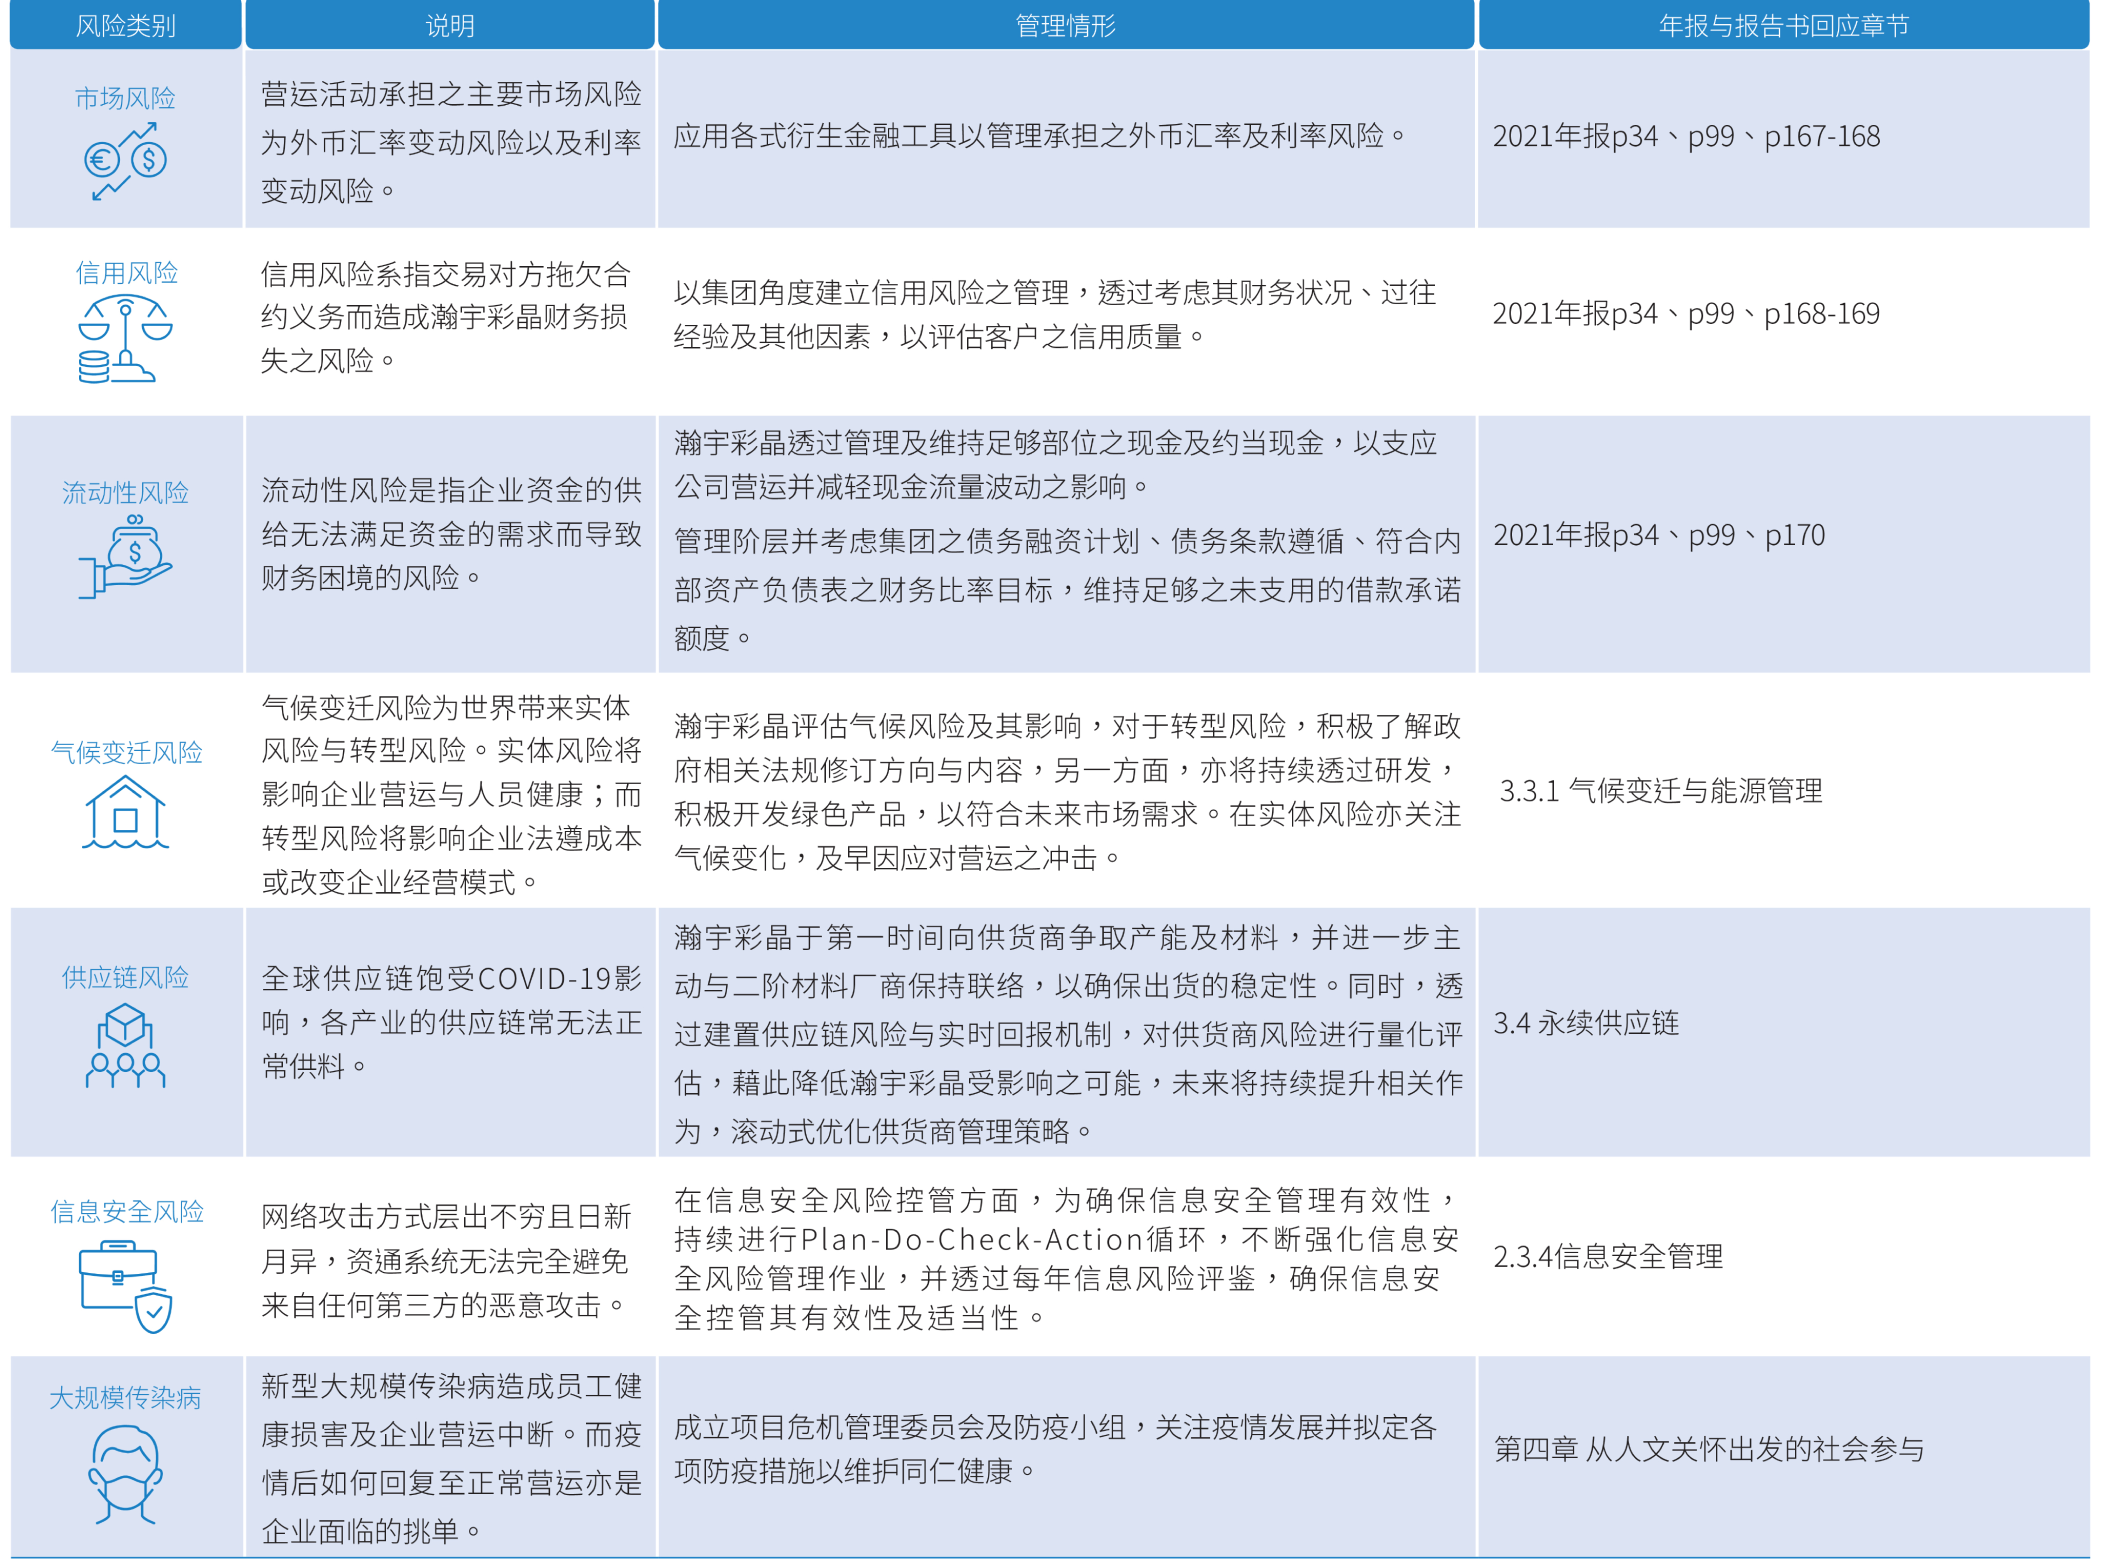 风险类别
说明
管理情形
年报与报告书回应章节
市场风险
营运活动承担之主要市场风险
为外币汇率变动风险以及利率
变动风险。
应用各式衍生金融工具以管理承担之外币汇率及利率风险。
2021年报p34、p99、p167-168
信用风险
信用风险系指交易对方拖欠合
约义务而造成瀚宇彩晶财务损
失之风险。
以集团角度建立信用风险之管理，透过考虑其财务状况、过往
经验及其他因素，以评估客户之信用质量。
2021年报p34、p99、p168-169
流动性风险
流动性风险是指企业资金的供
给无法满足资金的需求而导致
财务困境的风险。
瀚宇彩晶透过管理及维持足够部位之现金及约当现金，以支应
公司营运并减轻现金流量波动之影响。
管理阶层并考虑集团之债务融资计划、债务条款遵循、符合内
部资产负债表之财务比率目标，维持足够之未支用的借款承诺
额度。
2021年报p34、p99、p170
气候变迁风险
气候变迁风险为世界带来实体
风险与转型风险。实体风险将
影响企业营运与人员健康；而
转型风险将影响企业法遵成本
或改变企业经营模式。
瀚宇彩晶评估气候风险及其影响，对于转型风险，积极了解政
府相关法规修订方向与内容，另一方面，亦将持续透过研发，
积极开发绿色产品，以符合未来市场需求。在实体风险亦关注
气候变化，及早因应对营运之冲击。
3.3.1 气候变迁与能源管理
供应链风险
全球供应链饱受COVID-19影
响，各产业的供应链常无法正
常供料。
瀚宇彩晶于第一时间向供货商争取产能及材料，并进一步主
动与二阶材料厂商保持联络，以确保出货的稳定性。同时，透
过建置供应链风险与实时回报机制，对供货商风险进行量化评
估，藉此降低瀚宇彩晶受影响之可能，未来将持续提升相关作
为，滚动式优化供货商管理策略。
3.4 永续供应链
信息安全风险
网络攻击方式层出不穷且日新
月异，资通系统无法完全避免
来自任何第三方的恶意攻击。
在信息安全风险控管方面，为确保信息安全管理有效性，
持续进行Plan-Do-Check-Action循环，不断强化信息安
全风险管理作业，并透过每年信息风险评鉴，确保信息安
全控管其有效性及适当性。
2.3.4信息安全管理
大规模传染病
新型大规模传染病造成员工健
康损害及企业营运中断。而疫
情后如何回复至正常营运亦是
企业面临的挑单。
成立项目危机管理委员会及防疫小组，关注疫情发展并拟定各
项防疫措施以维护同仁健康。
第四章 从人文关怀出发的社会参与